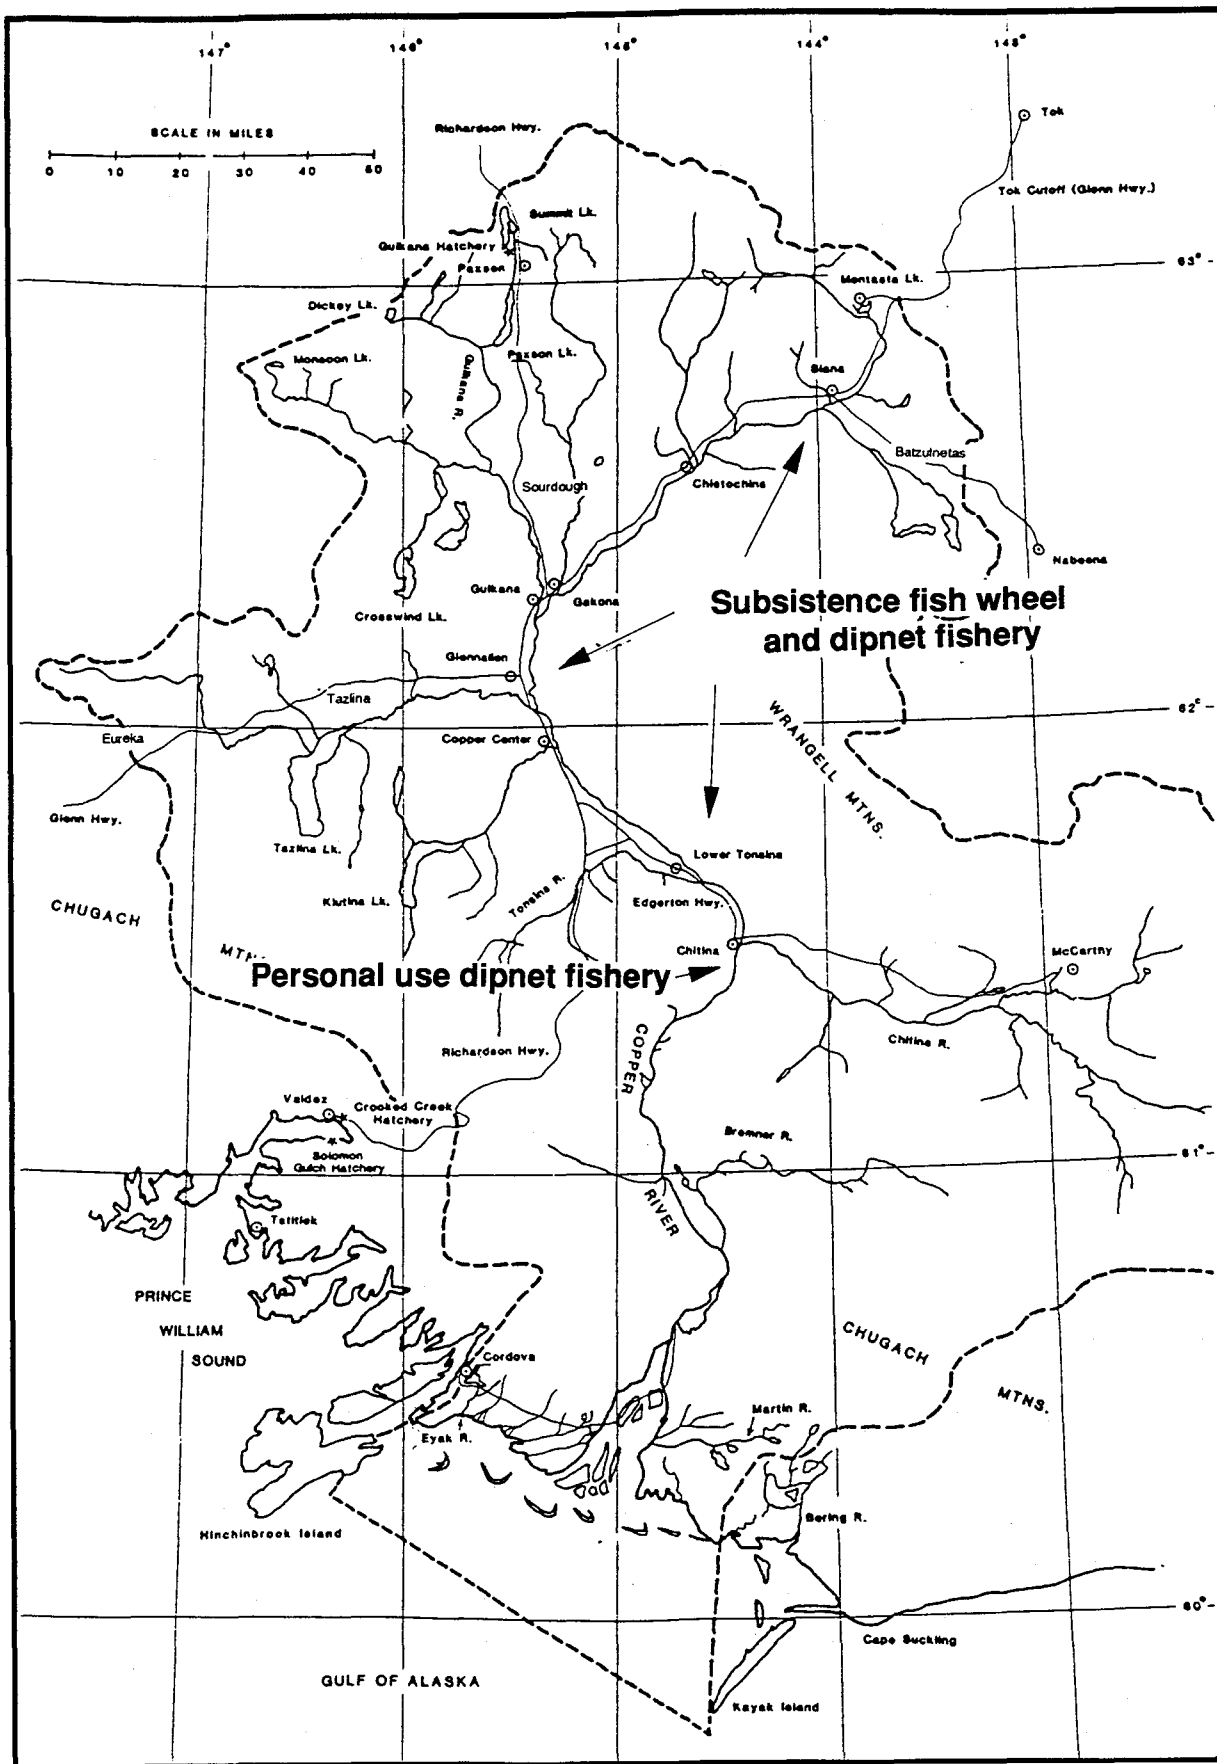 147°
146°
145°
144°
143°
Tok
SCALE IN MILES
Richardson Hwy.
0 10 20 30 40 50
Tok Cutoff (Glenn Hwy.)
Summit Lk.
Gulkana Hatchery
Paxson
63°
Mentasta Lk.
Dickey Lk.
Monsoon Lk.
Paxson Lk.
Gulkana R.
Slana
Batzulnetas
Sourdough
Chistochina
Nabesna
Gulkana
Gakona
Crosswind Lk.
Subsistence fish wheel
and dipnet fishery
Glennallen
Tazlina
62°
WRANGELL MTNS.
Eureka
Copper Center
Glenn Hwy.
Tazlina Lk.
Lower Tonsina
Klutina Lk.
Tonsina R.
Edgerton Hwy.
CHUGACH
MTNS.
Chitina
McCarthy
Personal use dipnet fishery
Chitina R.
Richardson Hwy.
COPPER
Valdez
Crooked Creek
Hatchery
Bremner R.
Solomon
Gulch Hatchery
61°
RIVER
Tatitlek
PRINCE
WILLIAM
SOUND
CHUGACH
MTNS.
Cordova
Martin R.
Eyak R.
Bering R.
Hinchinbrook Island
60°
Cape Suckling
GULF OF ALASKA
Kayak Island